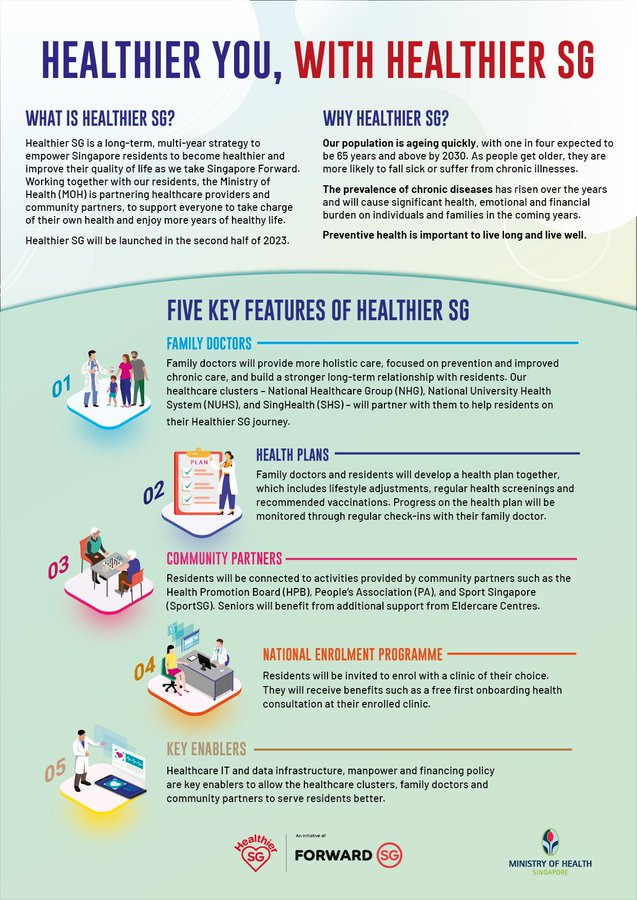 HEALTHIER YOU, WITH HEALTHIER SG
WHAT IS HEALTHIER SG?
Healthier SG is a long-term, multi-year strategy to
empower Singapore residents to become healthier and
improve their quality of life as we take Singapore Forward.
Working together with our residents, the Ministry of
Health (MOH) is partnering healthcare providers and
community partners, to support everyone to take charge
of their own health and enjoy more years of healthy life.
Healthier SG will be launched in the second half of 2023.
WHY HEALTHIER SG?
Our population is ageing quickly, with one in four expected to
be 65 years and above by 2030. As people get older, they are
more likely to fall sick or suffer from chronic illnesses.
The prevalence of chronic diseases has risen over the years
and will cause significant health, emotional and financial
burden on individuals and families in the coming years.
Preventive health is important to live long and live well.
FIVE KEY FEATURES OF HEALTHIER SG
01
FAMILY DOCTORS
Family doctors will provide more holistic care, focused on prevention and improved
chronic care, and build a stronger long-term relationship with residents. Our
healthcare clusters – National Healthcare Group (NHG), National University Health
System (NUHS), and SingHealth (SHS) – will partner with them to help residents on
their Healthier SG journey.
02
PLAN
HEALTH PLANS
Family doctors and residents will develop a health plan together,
which includes lifestyle adjustments, regular health screenings and
recommended vaccinations. Progress on the health plan will be
monitored through regular check-ins with their family doctor.
03
COMMUNITY PARTNERS
Residents will be connected to activities provided by community partners such as the
Health Promotion Board (HPB), People's Association (PA), and Sport Singapore
(SportSG). Seniors will benefit from additional support from Eldercare Centres.
04
NATIONAL ENROLMENT PROGRAMME
Residents will be invited to enrol with a clinic of their choice.
They will receive benefits such as a free first onboarding health
consultation at their enrolled clinic.
05
KEY ENABLERS
Healthcare IT and data infrastructure, manpower and financing policy
are key enablers to allow the healthcare clusters, family doctors and
community partners to serve residents better.
Healthier
SG
An initiative of
FORWARD SG
MINISTRY OF HEALTH
SINGAPORE